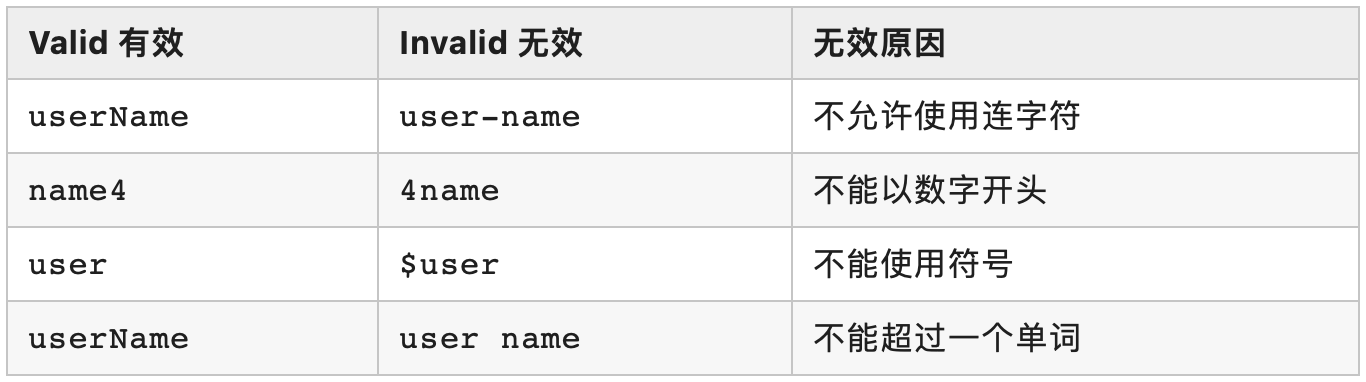 Valid 有效 Invalid 无效 无效原因
userName user-name 不允许使用连字符
name4 4name 不能以数字开头
user $user 不能使用符号
userName user name 不能超过一个单词